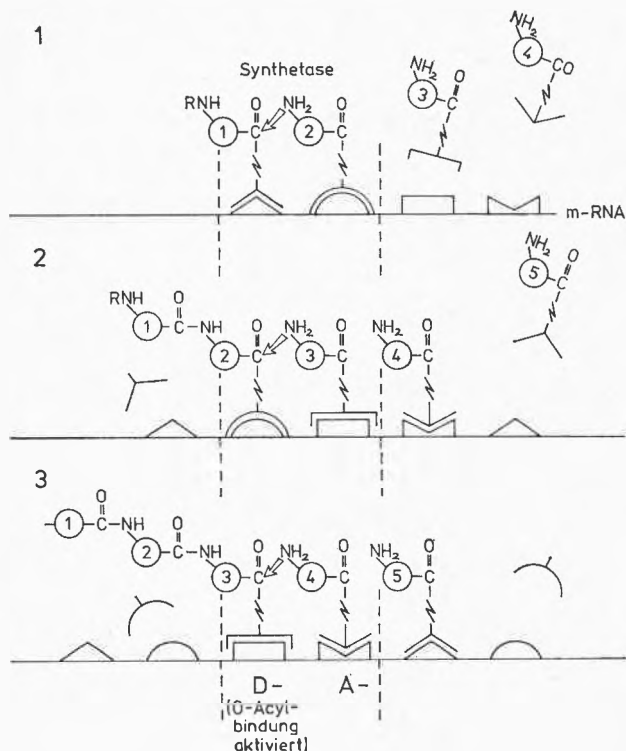 1
Synthetase
RNH
1
C
O
NH2
2
C
O
NH2
3
C
O
NH2
4
CO
m-RNA
2
RNH
1
C
O
NH
2
C
O
NH2
3
C
O
NH2
4
C
O
NH2
5
C
O
3
1
C
O
NH
2
C
O
NH
3
C
O
NH2
4
C
O
NH2
5
C
O
D-
A-
(O-Acyl-
bindung
aktiviert)